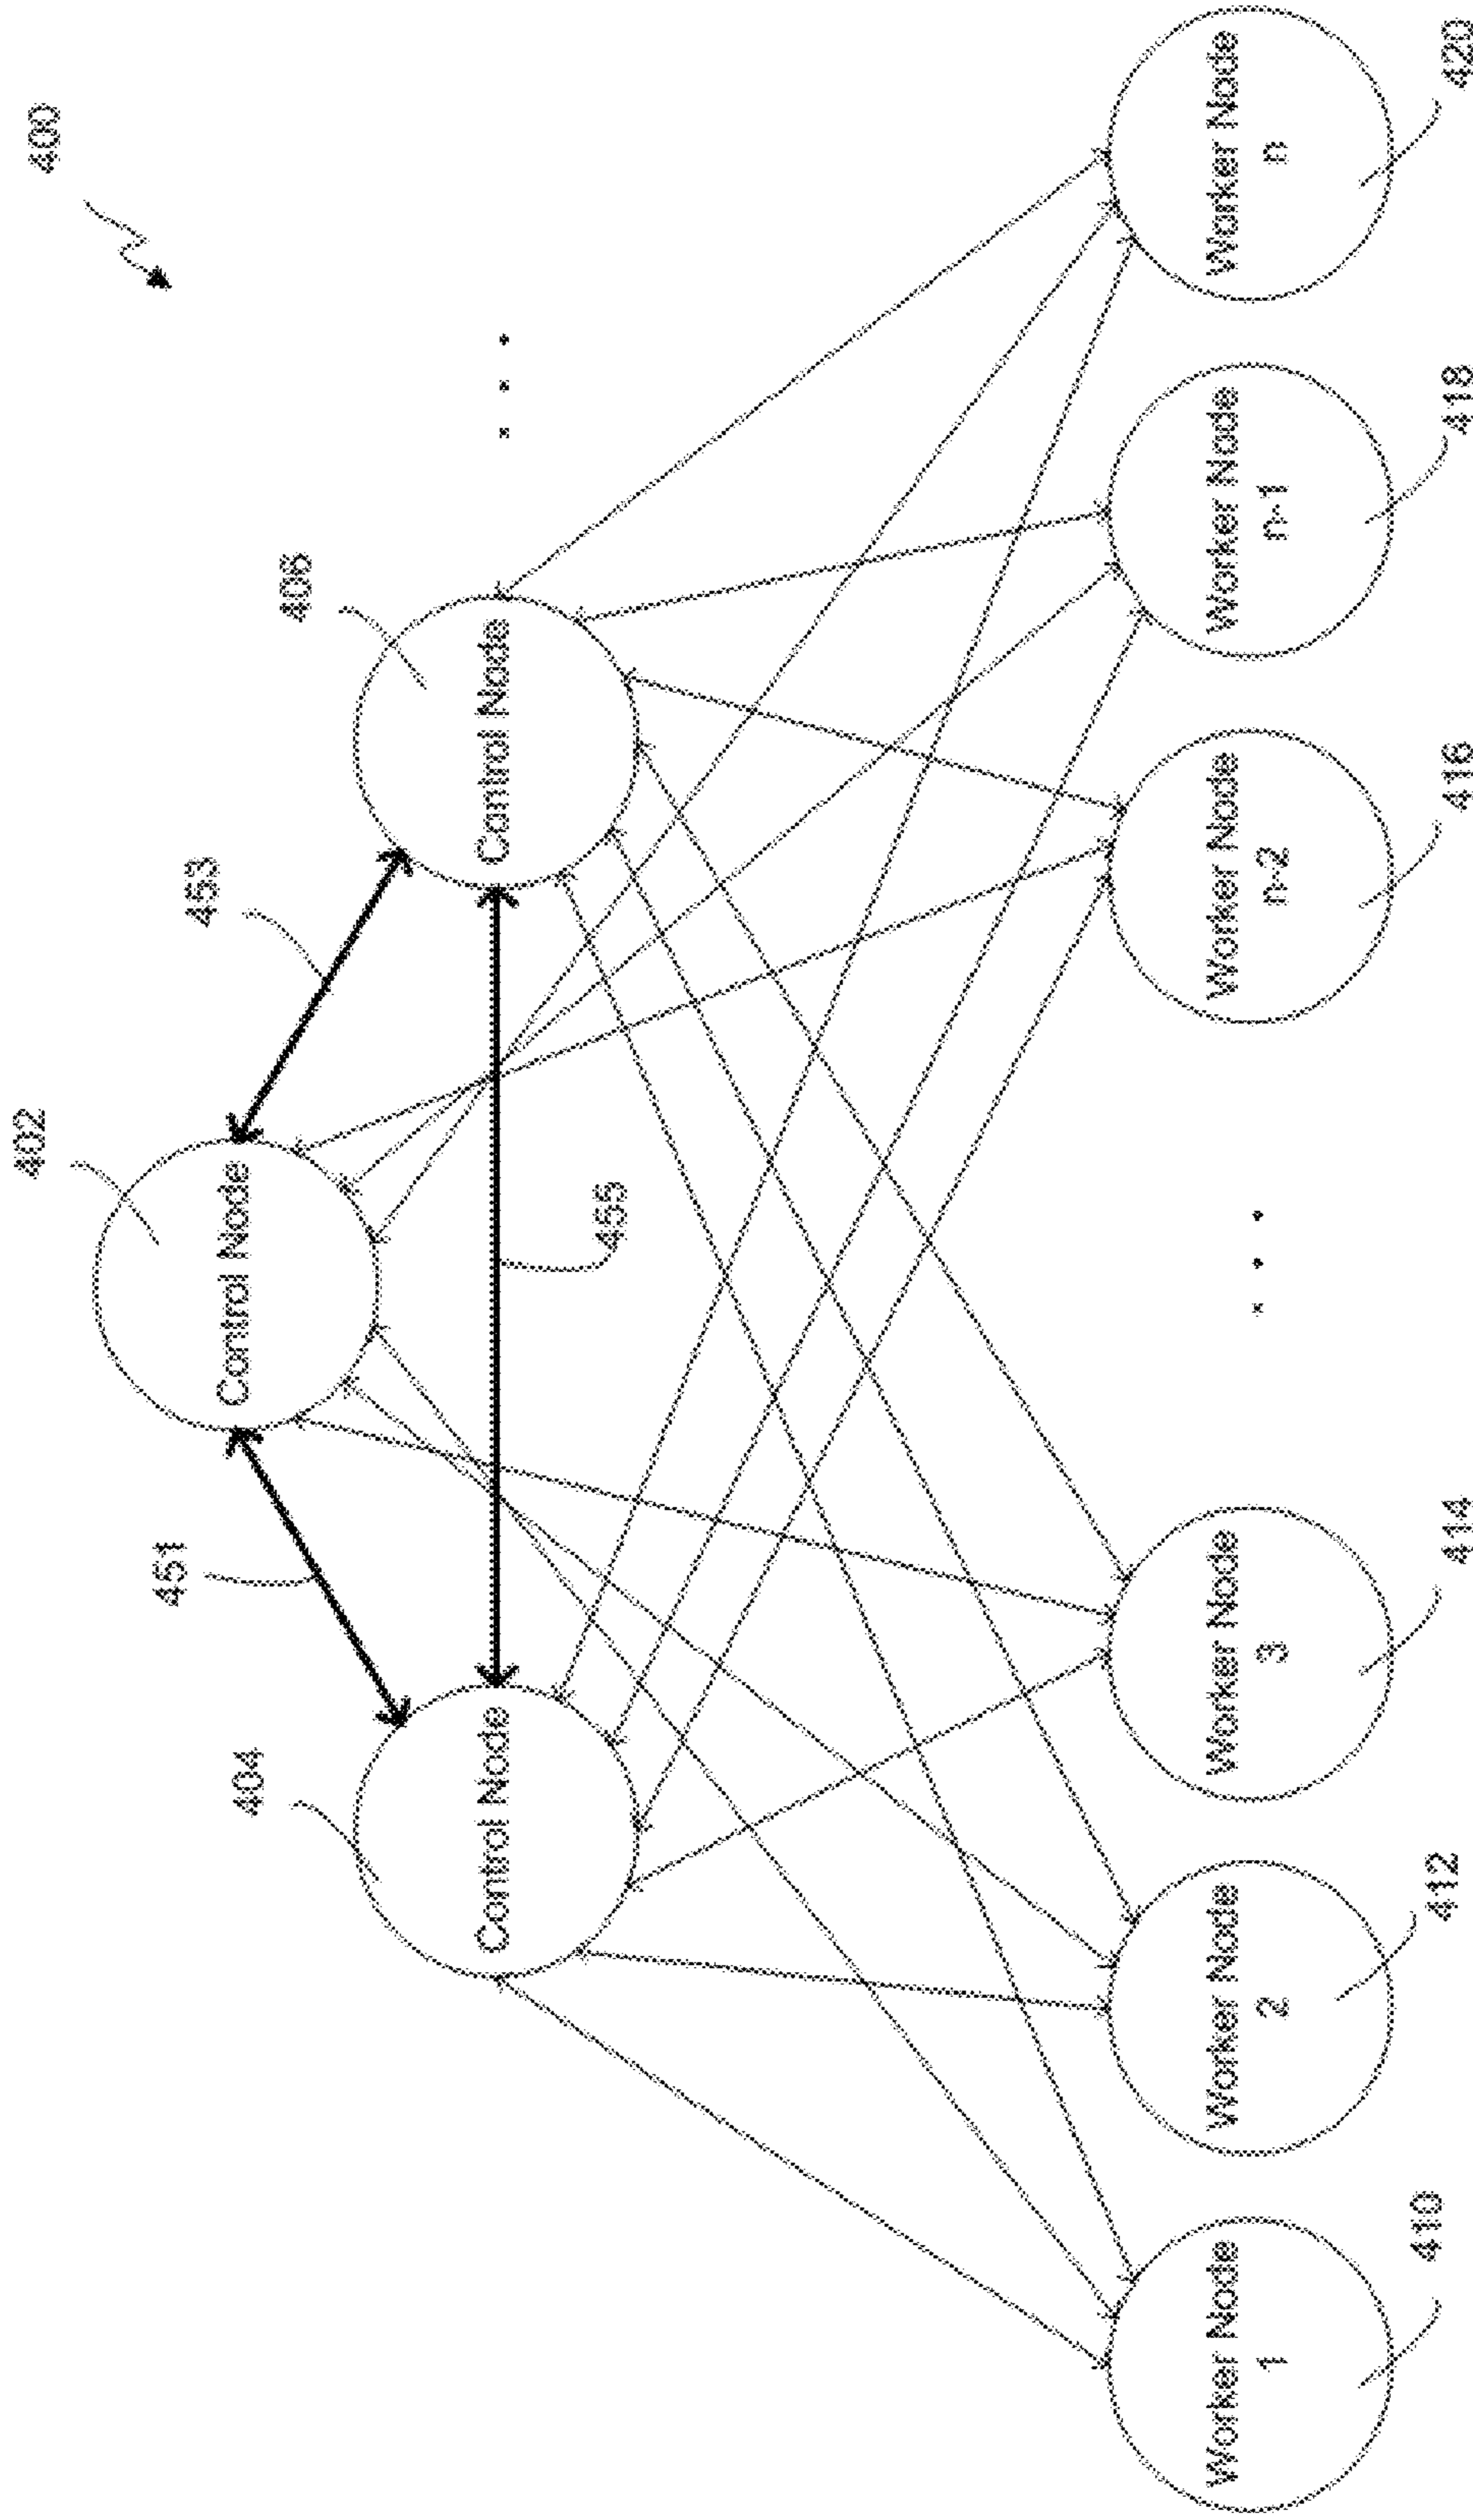 400
402
Control Node
451
453
404
Control Node
406
Control Node
455
. . .
Worker Node
1
Worker Node
2
Worker Node
3
. . .
Worker Node
n-2
Worker Node
n-1
Worker Node
n
410
412
414
416
418
420